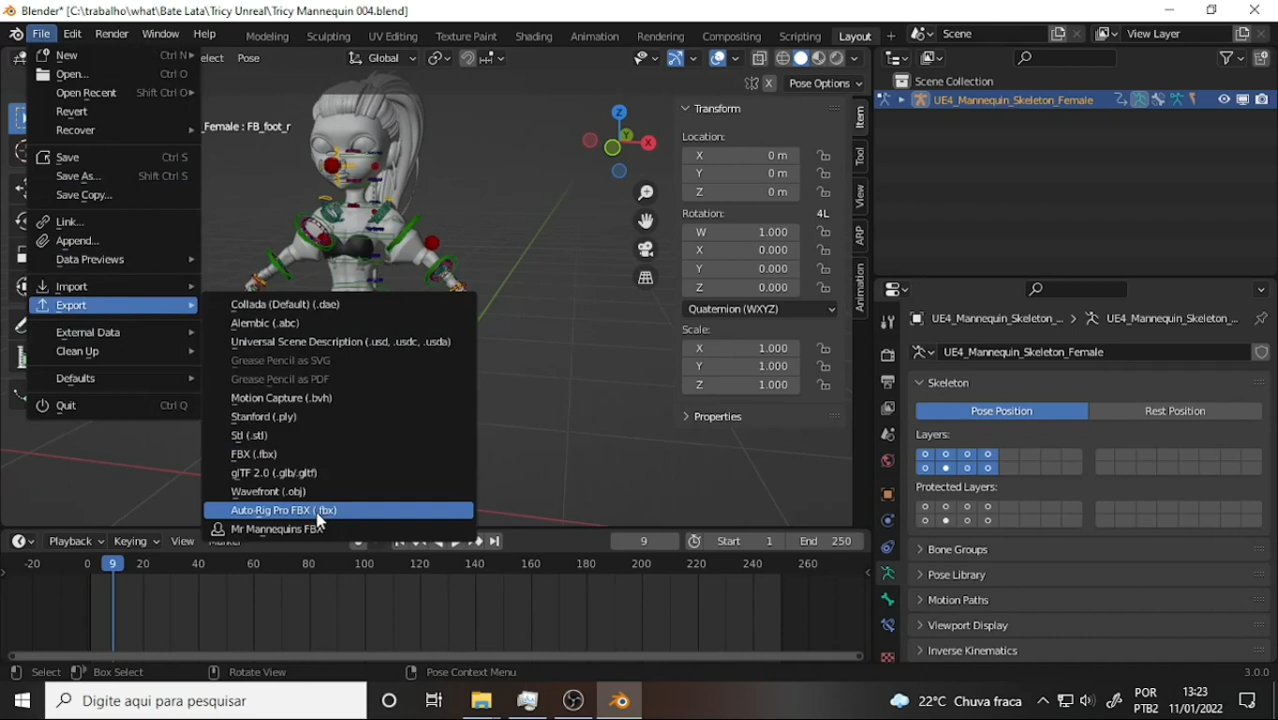 Blender* [C:\trabalho\what\Bate Lata\Tricy Unreal\Tricy Mannequin 004.blend]
File Edit Render Window Help Modeling Sculpting UV Editing Texture Paint Shading Animation Rendering Compositing Scripting Layout + Scene View Layer
New Ctrl N
Open... Ctrl O
Open Recent Shift Ctrl O
Revert
Recover
Save Ctrl S
Save As... Shift Ctrl S
Save Copy...
Link...
Append...
Data Previews
Import
Export
External Data
Clean Up
Defaults
Quit Ctrl Q
Collada (Default) (.dae)
Alembic (.abc)
Universal Scene Description (.usd, .usdc, .usda)
Grease Pencil as SVG
Grease Pencil as PDF
Motion Capture (.bvh)
Stanford (.ply)
Stl (.stl)
FBX (.fbx)
glTF 2.0 (.glb/.gltf)
Wavefront (.obj)
Auto-Rig Pro FBX (.fbx)
Mr Mannequins FBX
elect Pose Global
X Pose Options
_Female : FB_foot_r
Z
Y
X
Transform
Location:
X 0 m
Y 0 m
Z 0 m
Rotation: 4L
W 1.000
X 0.000
Y 0.000
Z 0.000
Quaternion (WXYZ)
Scale:
X 1.000
Y 1.000
Z 1.000
Properties
Item
Tool
View
ARP
Animation
Scene Collection
UE4_Mannequin_Skeleton_Female
UE4_Mannequin_Skeleton_... > UE4_Mannequin_Skeleton_...
UE4_Mannequin_Skeleton_Female
Skeleton
Pose Position Rest Position
Layers:
Protected Layers:
Bone Groups
Pose Library
Motion Paths
Viewport Display
Inverse Kinematics
Playback Keying View Marker 9 Start 1 End 250
-20 0 9 20 40 60 80 100 120 140 160 180 200 220 240 260
Select Box Select Rotate View Pose Context Menu 3.0.0
Digite aqui para pesquisar
22°C Chuva fraca
POR
PTB2
13:23
11/01/2022